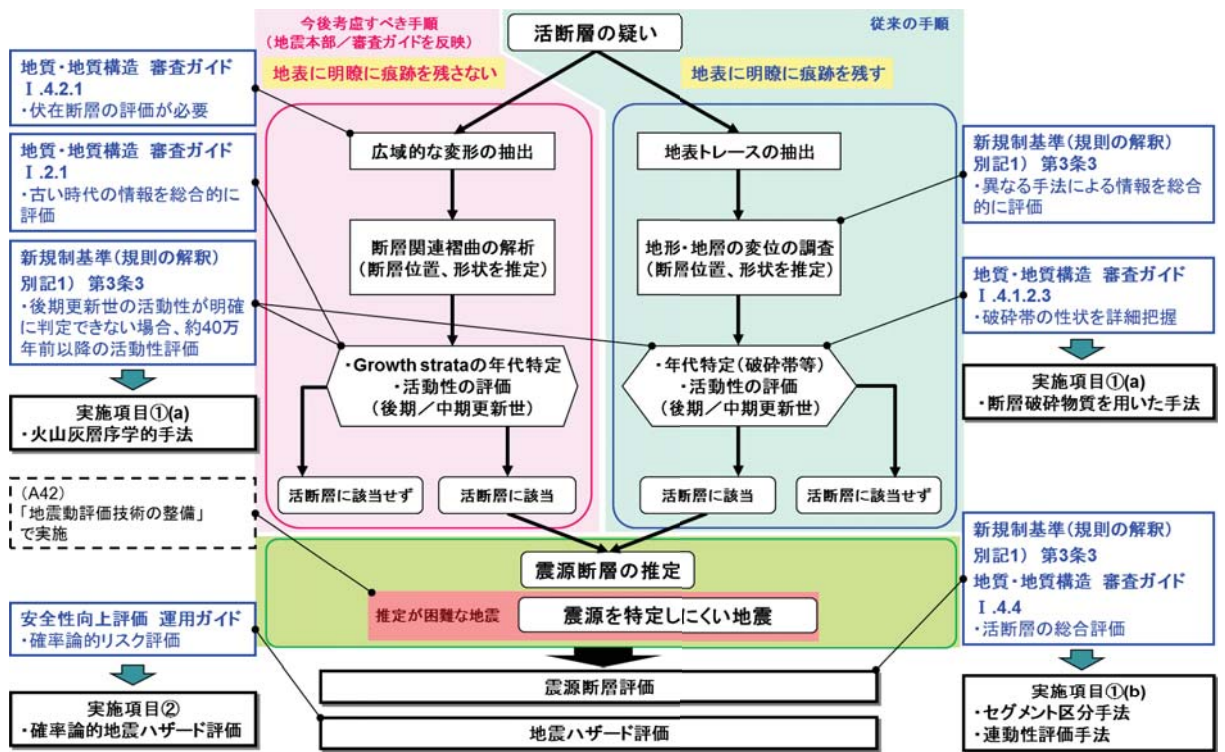 今後考慮すべき手順
(地震本部／審査ガイドを反映)
活断層の疑い
従来の手順
地表に明瞭に痕跡を残さない
地表に明瞭に痕跡を残す
地質・地質構造 審査ガイド
Ⅰ.4.2.1
・伏在断層の評価が必要
地質・地質構造 審査ガイド
Ⅰ.2.1
・古い時代の情報を総合的に
評価
新規制基準(規則の解釈)
別記1) 第3条3
・後期更新世の活動性が明確
に判定できない場合、約40万
年前以降の活動性評価
実施項目①(a)
・火山灰層序学的手法
広域的な変形の抽出
断層関連褶曲の解析
(断層位置、形状を推定)
・Growth strataの年代特定
・活動性の評価
(後期／中期更新世)
活断層に該当せず
活断層に該当
地表トレースの抽出
地形・地層の変位の調査
(断層位置、形状を推定)
・年代特定(破砕帯等)
・活動性の評価
(後期／中期更新世)
活断層に該当
活断層に該当せず
新規制基準(規則の解釈)
別記1) 第3条3
・異なる手法による情報を総合
的に評価
地質・地質構造 審査ガイド
Ⅰ.4.1.2.3
・破砕帯の性状を詳細把握
実施項目①(a)
・断層破砕物質を用いた手法
(A42)
「地震動評価技術の整備」
で実施
震源断層の推定
推定が困難な地震
震源を特定しにくい地震
新規制基準(規則の解釈)
別記1) 第3条3
地質・地質構造 審査ガイド
Ⅰ.4.4
・活断層の総合評価
安全性向上評価 運用ガイド
・確率論的リスク評価
実施項目②
・確率論的地震ハザード評価
震源断層評価
地震ハザード評価
実施項目①(b)
・セグメント区分手法
・連動性評価手法